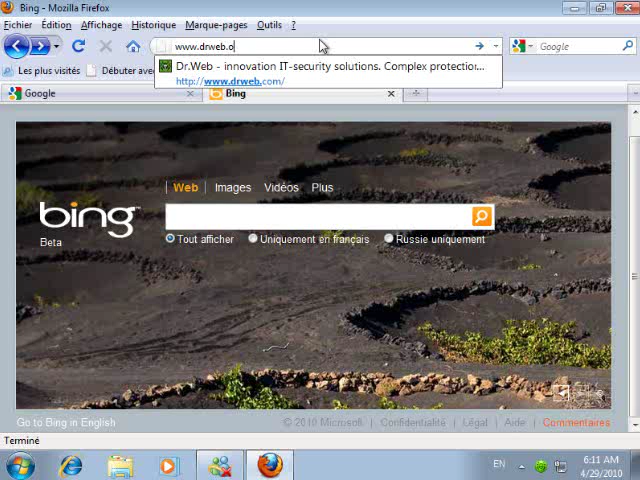 Bing - Mozilla Firefox
Fichier Édition Affichage Historique Marque-pages Outils ?
www.drweb.o
Google
Les plus visités Débuter avec
Dr.Web - innovation IT-security solutions. Complex protection...
http://www.drweb.com/
Google Bing
Web Images Vidéos Plus
bing
Beta
Tout afficher Uniquement en français Russie uniquement
Go to Bing in English © 2010 Microsoft | Confidentialité | Légal | Aide | Commentaires
Terminé
EN 6:11 AM
4/29/2010